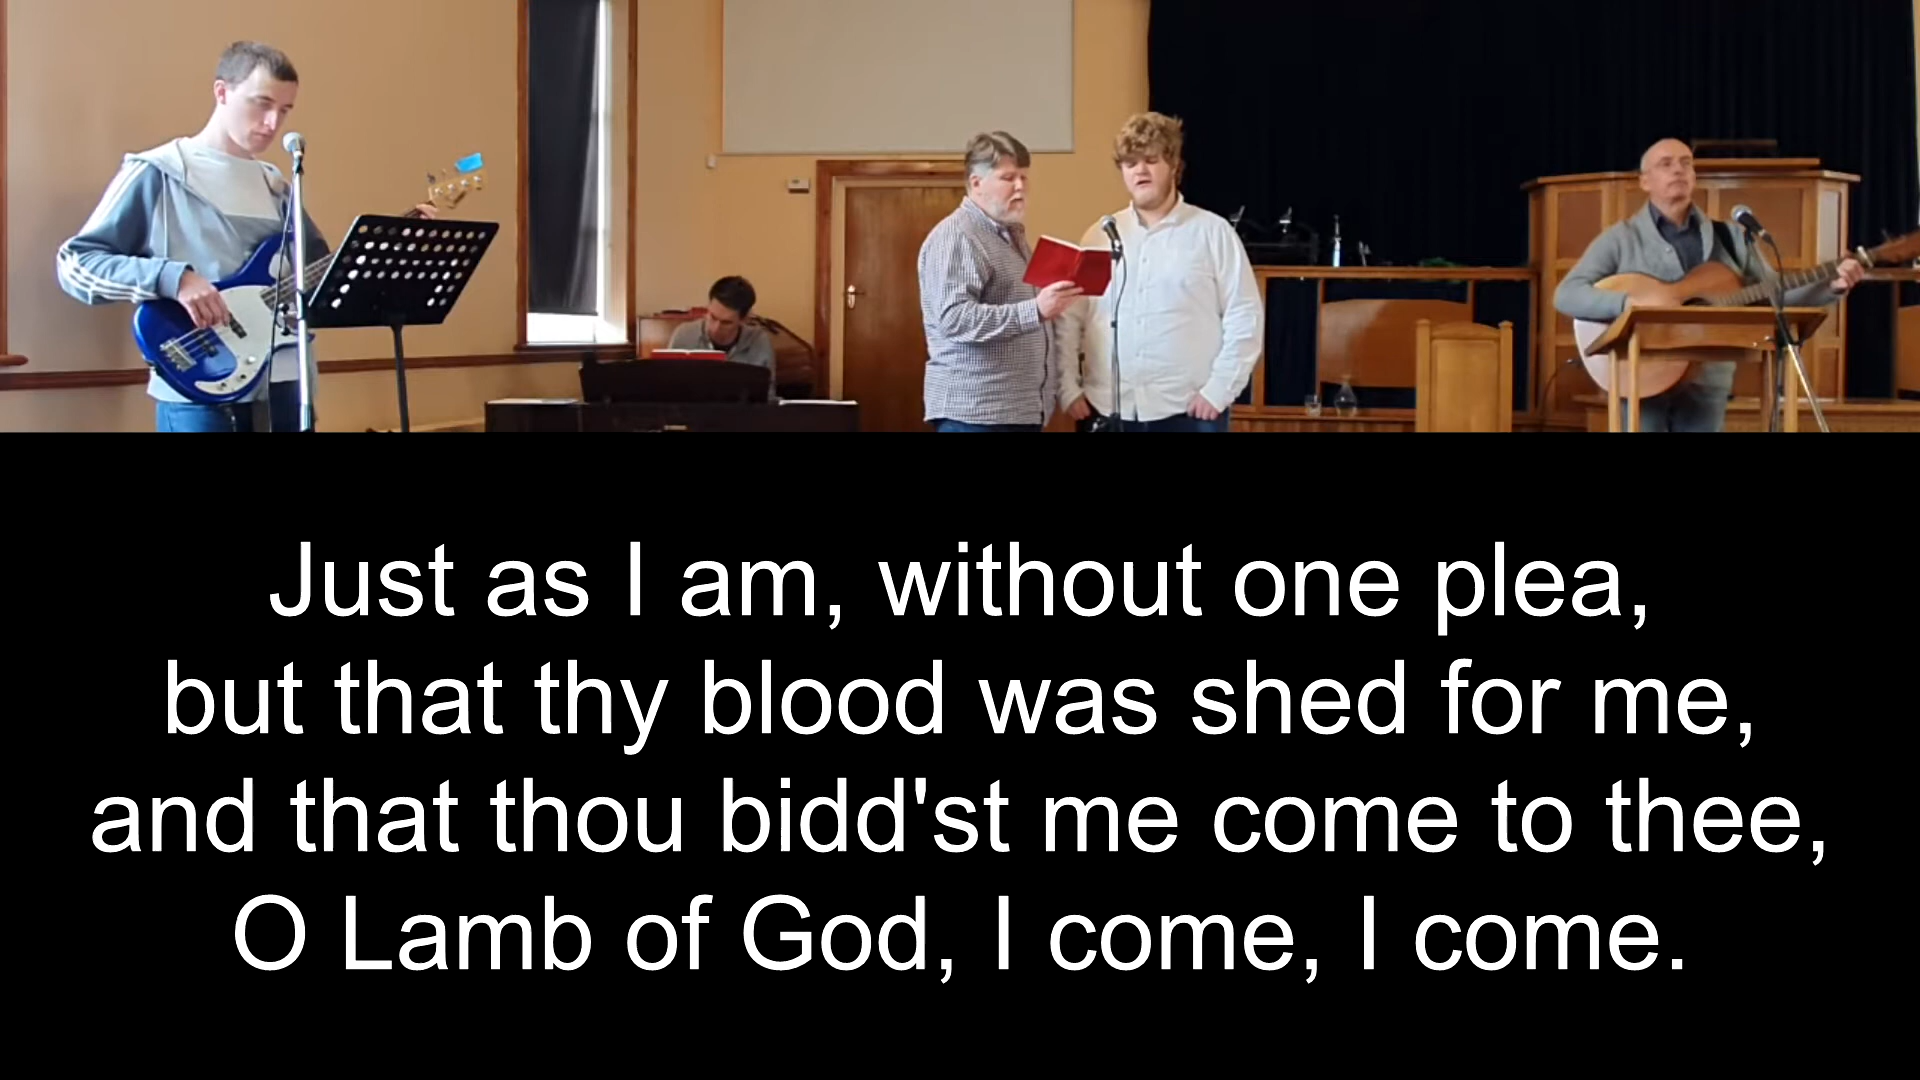 Just as I am, without one plea,
but that thy blood was shed for me,
and that thou bidd'st me come to thee,
O Lamb of God, I come, I come.